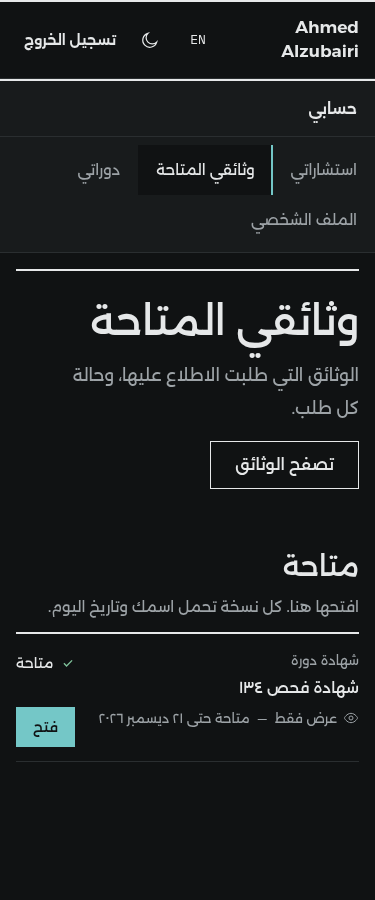 Ahmed
Alzubairi
EN
تسجيل الخروج
حسابي
استشاراتي
وثائقي المتاحة
دوراتي
الملف الشخصي
وثائقي المتاحة
الوثائق التي طلبت الاطلاع عليها، وحالة
كل طلب.
تصفح الوثائق
متاحة
افتحها هنا. كل نسخة تحمل اسمك وتاريخ اليوم.
شهادة دورة
متاحة
شهادة فحص ١٣٤
عرض فقط — متاحة حتى ٢١ ديسمبر ٢٠٢٦
فتح